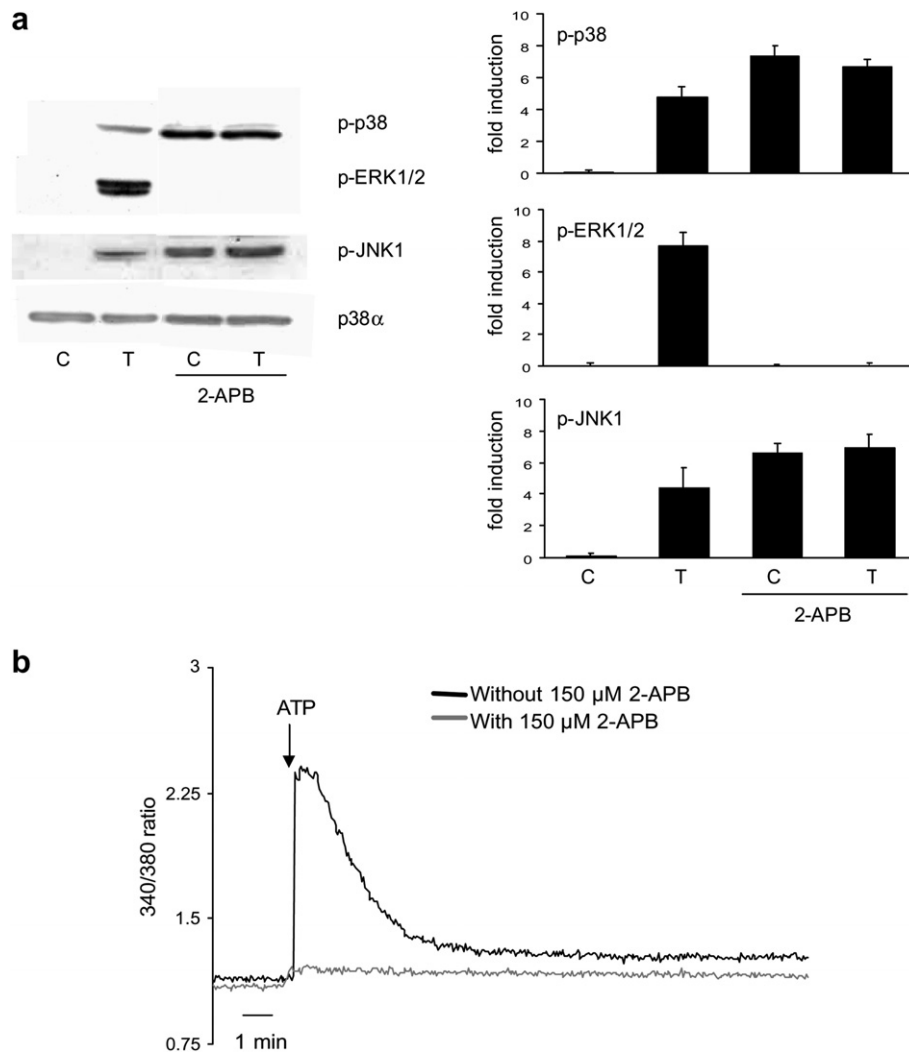 a
p-p38
p-ERK1/2
p-JNK1
p38α
C T C T
2-APB
p-p38
fold induction
10
8
6
4
2
0
p-ERK1/2
fold induction
10
8
6
4
2
0
p-JNK1
fold induction
10
8
6
4
2
0
C T C T
2-APB
b
3
2.25
1.5
0.75
340/380 ratio
ATP
Without 150 µM 2-APB
With 150 µM 2-APB
1 min